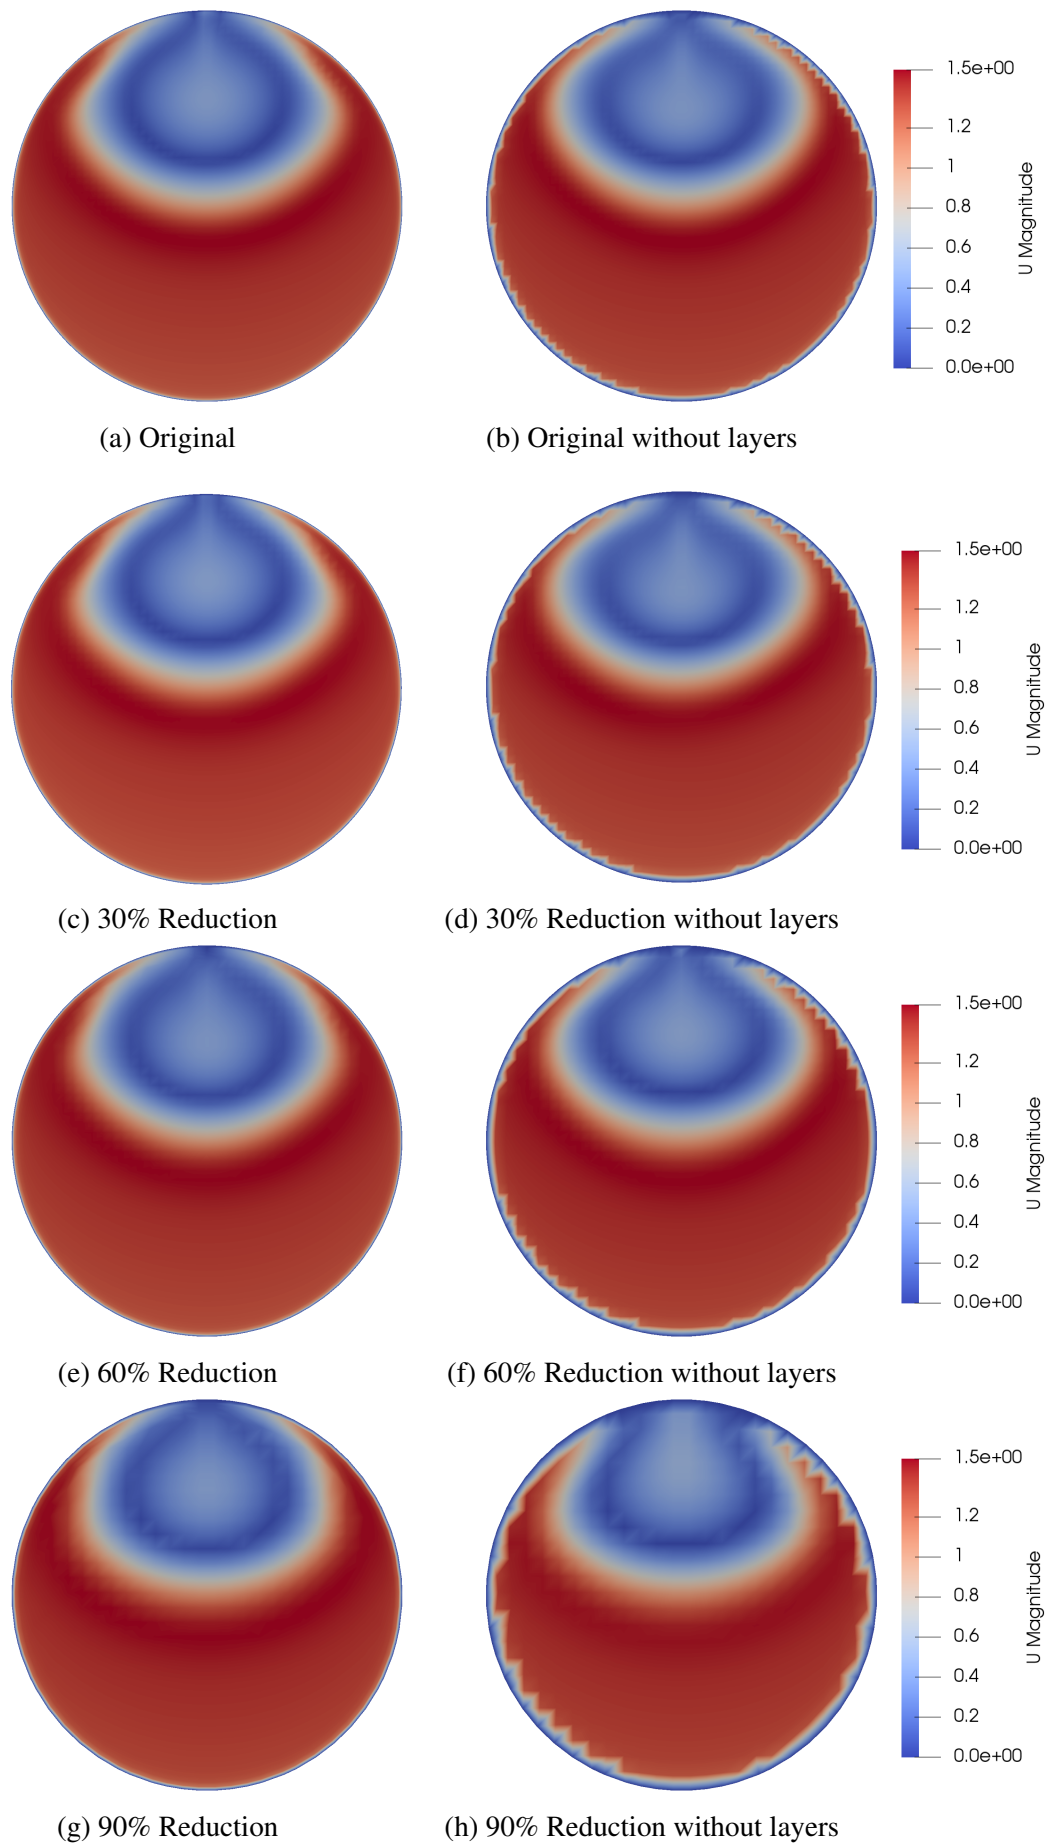 1.5e+00
1.2
1
0.8
0.6
0.4
0.2
0.0e+00
U Magnitude
(a) Original
(b) Original without layers
1.5e+00
1.2
1
0.8
0.6
0.4
0.2
0.0e+00
U Magnitude
(c) 30% Reduction
(d) 30% Reduction without layers
1.5e+00
1.2
1
0.8
0.6
0.4
0.2
0.0e+00
U Magnitude
(e) 60% Reduction
(f) 60% Reduction without layers
1.5e+00
1.2
1
0.8
0.6
0.4
0.2
0.0e+00
U Magnitude
(g) 90% Reduction
(h) 90% Reduction without layers